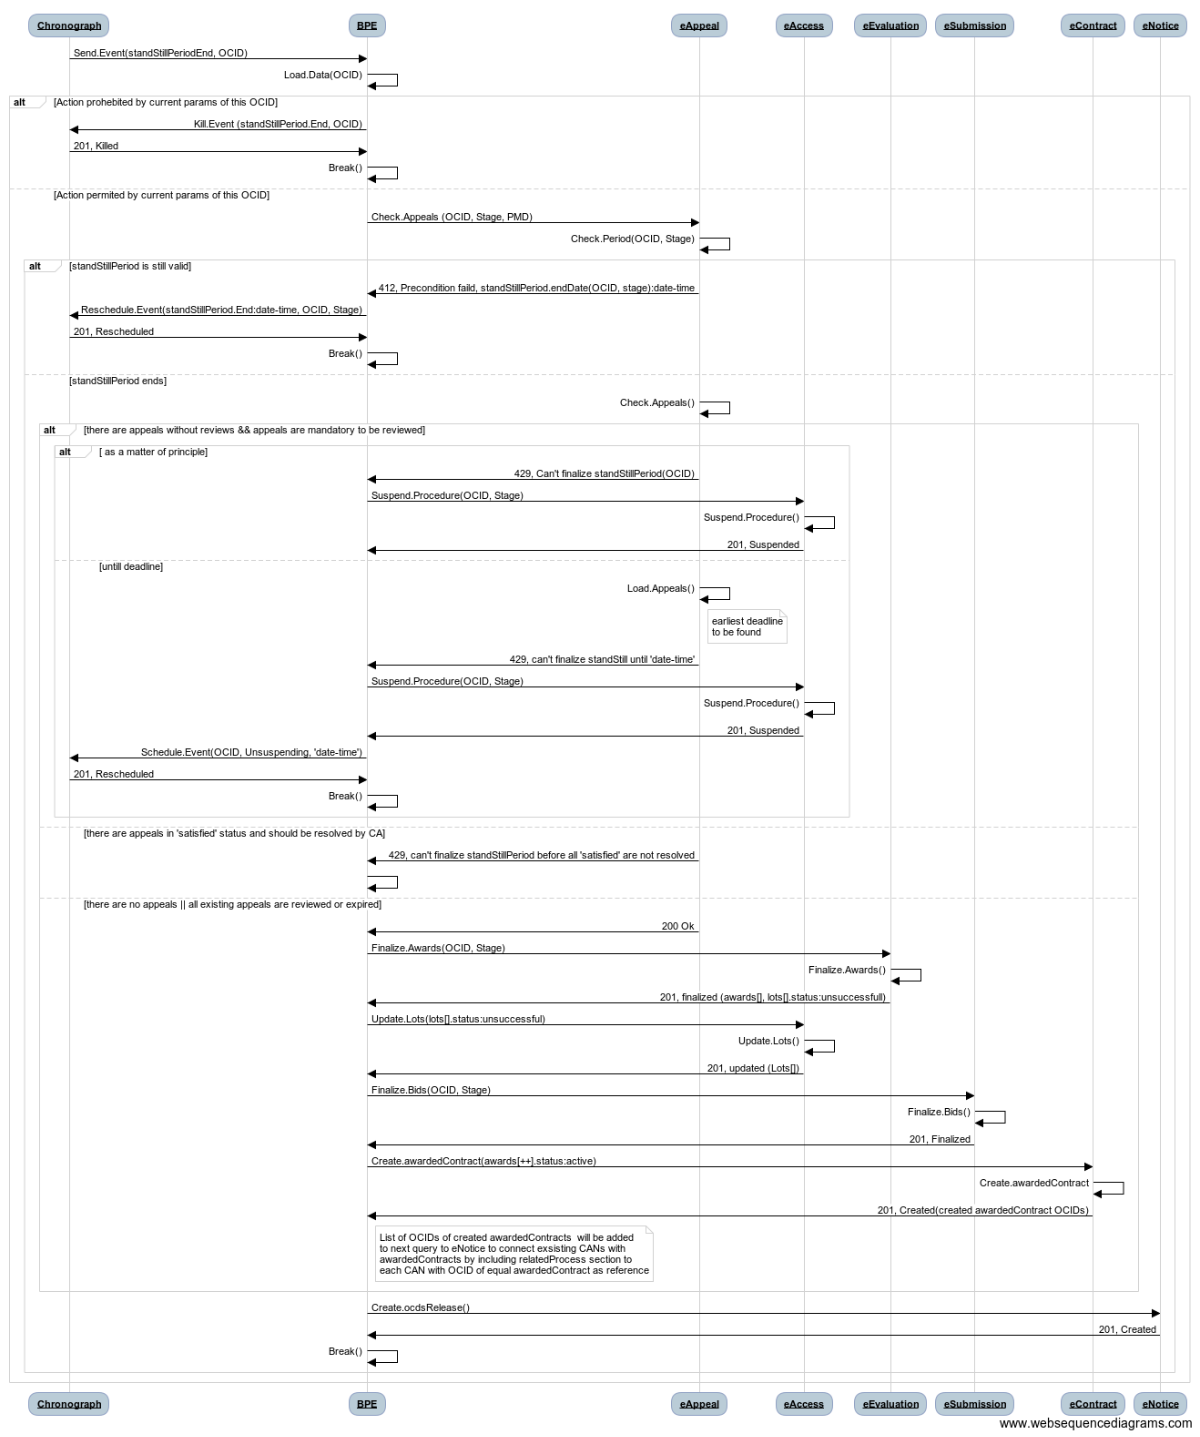 Chronograph BPE eAppeal eAccess eEvaluation eSubmission eContract eNotice
Send.Event(standStillPeriodEnd, OCID)
Load.Data(OCID)
alt [Action prohebited by current params of this OCID]
Kill.Event (standStillPeriod.End, OCID)
201, Killed
Break()
[Action permited by current params of this OCID]
Check.Appeals (OCID, Stage, PMD)
Check.Period(OCID, Stage)
alt [standStillPeriod is still valid]
412, Precondition faild, standStillPeriod.endDate(OCID, stage):date-time
Reschedule.Event(standStillPeriod.End:date-time, OCID, Stage)
201, Rescheduled
Break()
[standStillPeriod ends]
Check.Appeals()
alt [there are appeals without reviews && appeals are mandatory to be reviewed]
alt [ as a matter of principle]
429, Can't finalize standStillPeriod(OCID)
Suspend.Procedure(OCID, Stage)
Suspend.Procedure()
201, Suspended
[untill deadline]
Load.Appeals()
earliest deadline
to be found
429, can't finalize standStill until 'date-time'
Suspend.Procedure(OCID, Stage)
Suspend.Procedure()
201, Suspended
Schedule.Event(OCID, Unsuspending, 'date-time')
201, Rescheduled
Break()
[there are appeals in 'satisfied' status and should be resolved by CA]
429, can't finalize standStillPeriod before all 'satisfied' are not resolved
[there are no appeals || all existing appeals are reviewed or expired]
200 Ok
Finalize.Awards(OCID, Stage)
Finalize.Awards()
201, finalized (awards[], lots[].status:unsuccessfull)
Update.Lots(lots[].status:unsuccessful)
Update.Lots()
201, updated (Lots[])
Finalize.Bids(OCID, Stage)
Finalize.Bids()
201, Finalized
Create.awardedContract(awards[++].status:active)
Create.awardedContract
201, Created(created awardedContract OCIDs)
List of OCIDs of created awardedContracts  will be added
to next query to eNotice to connect exsisting CANs with
awardedContracts by including relatedProcess section to
each CAN with OCID of equal awardedContract as reference
Create.ocdsRelease()
201, Created
Break()
Chronograph BPE eAppeal eAccess eEvaluation eSubmission eContract eNotice
www.websequencediagrams.com